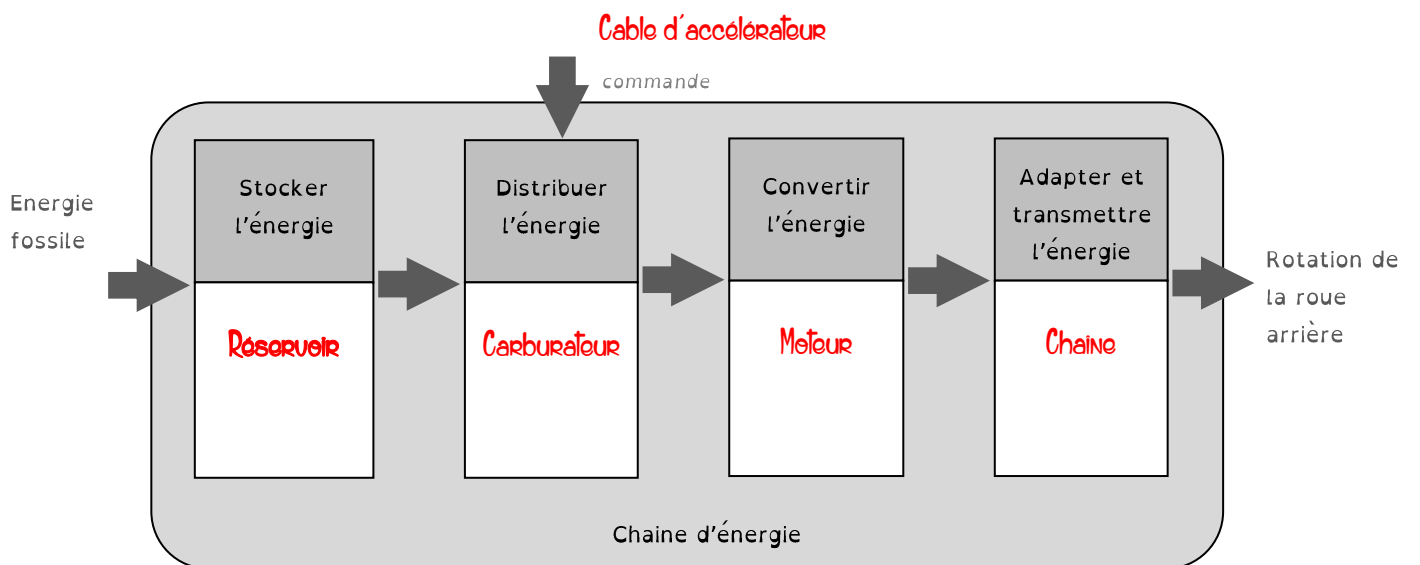 Cable d'accélérateur
commande
Energie
fossile
Stocker
l'énergie
Distribuer
l'énergie
Convertir
l'énergie
Adapter et
transmettre
l'énergie
Réservoir
Carburateur
Moteur
Chaine
Rotation de
la roue
arrière
Chaine d'énergie